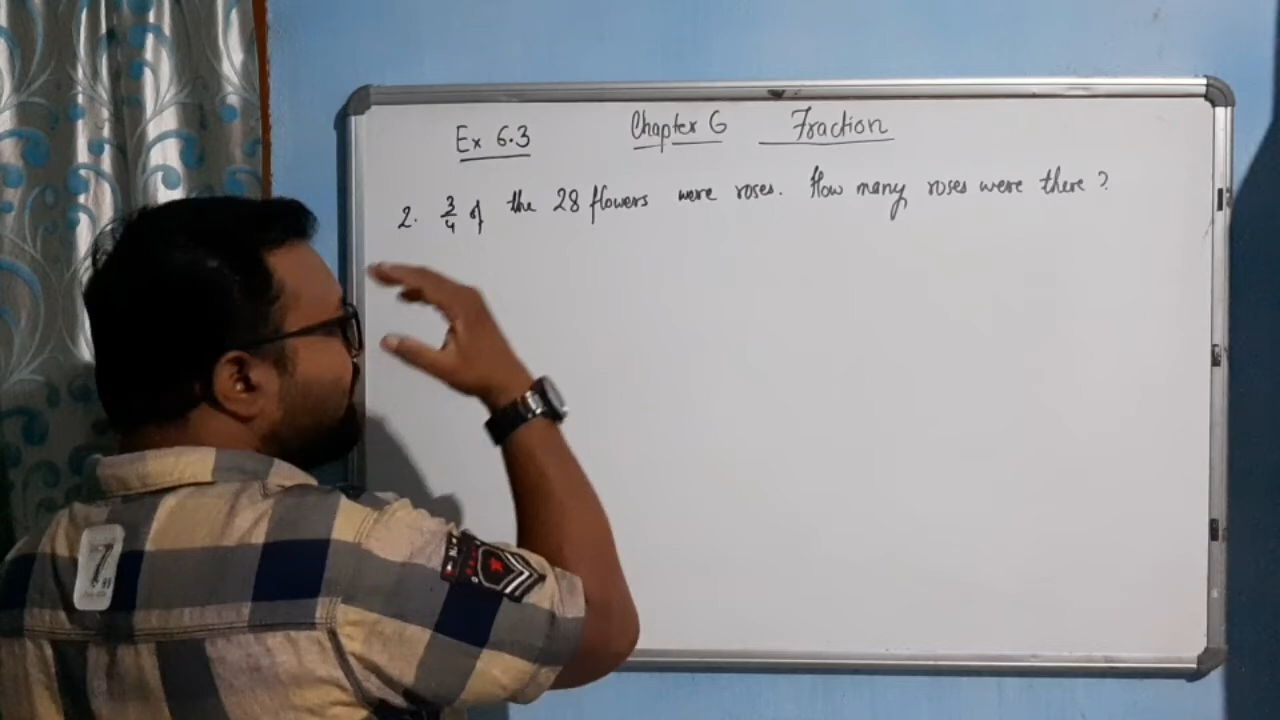 Ex 6.3 Chapter 6 Fraction
2. 3/4 of the 28 flowers were roses. How many roses were there?
7